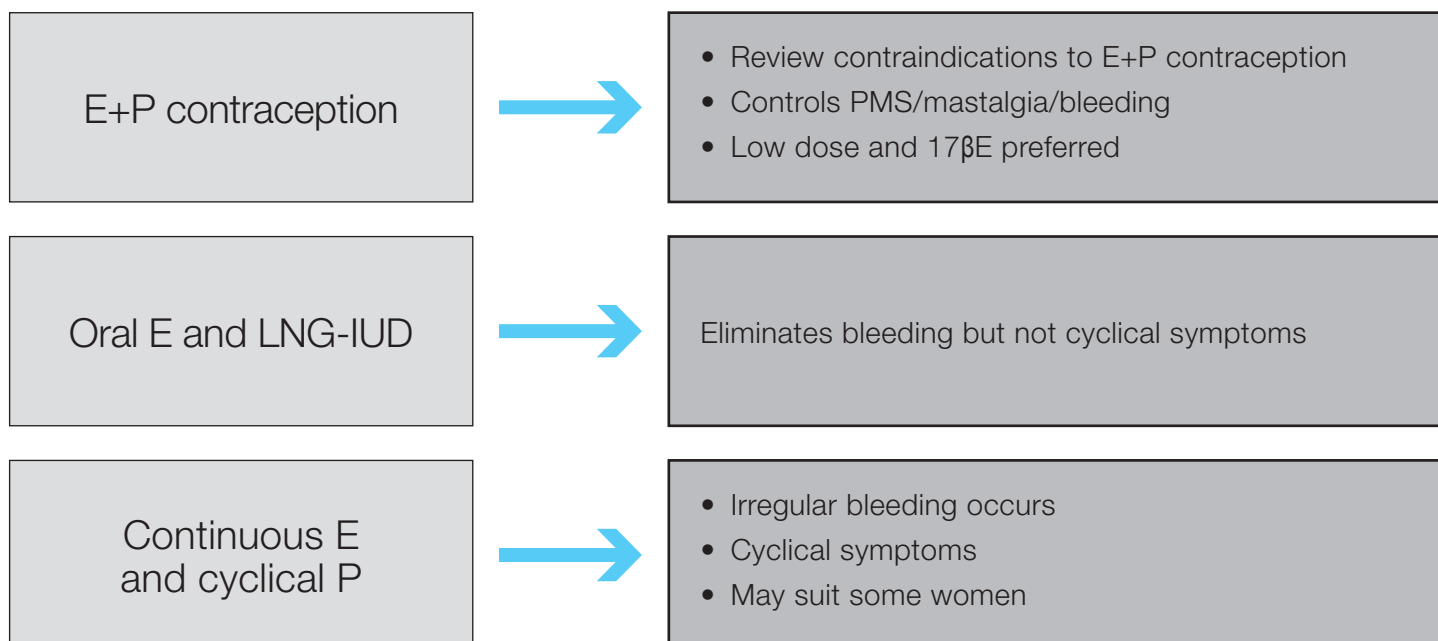 E+P contraception
• Review contraindications to E+P contraception
• Controls PMS/mastalgia/bleeding
• Low dose and 17βE preferred
Oral E and LNG-IUD
Eliminates bleeding but not cyclical symptoms
Continuous E
and cyclical P
• Irregular bleeding occurs
• Cyclical symptoms
• May suit some women